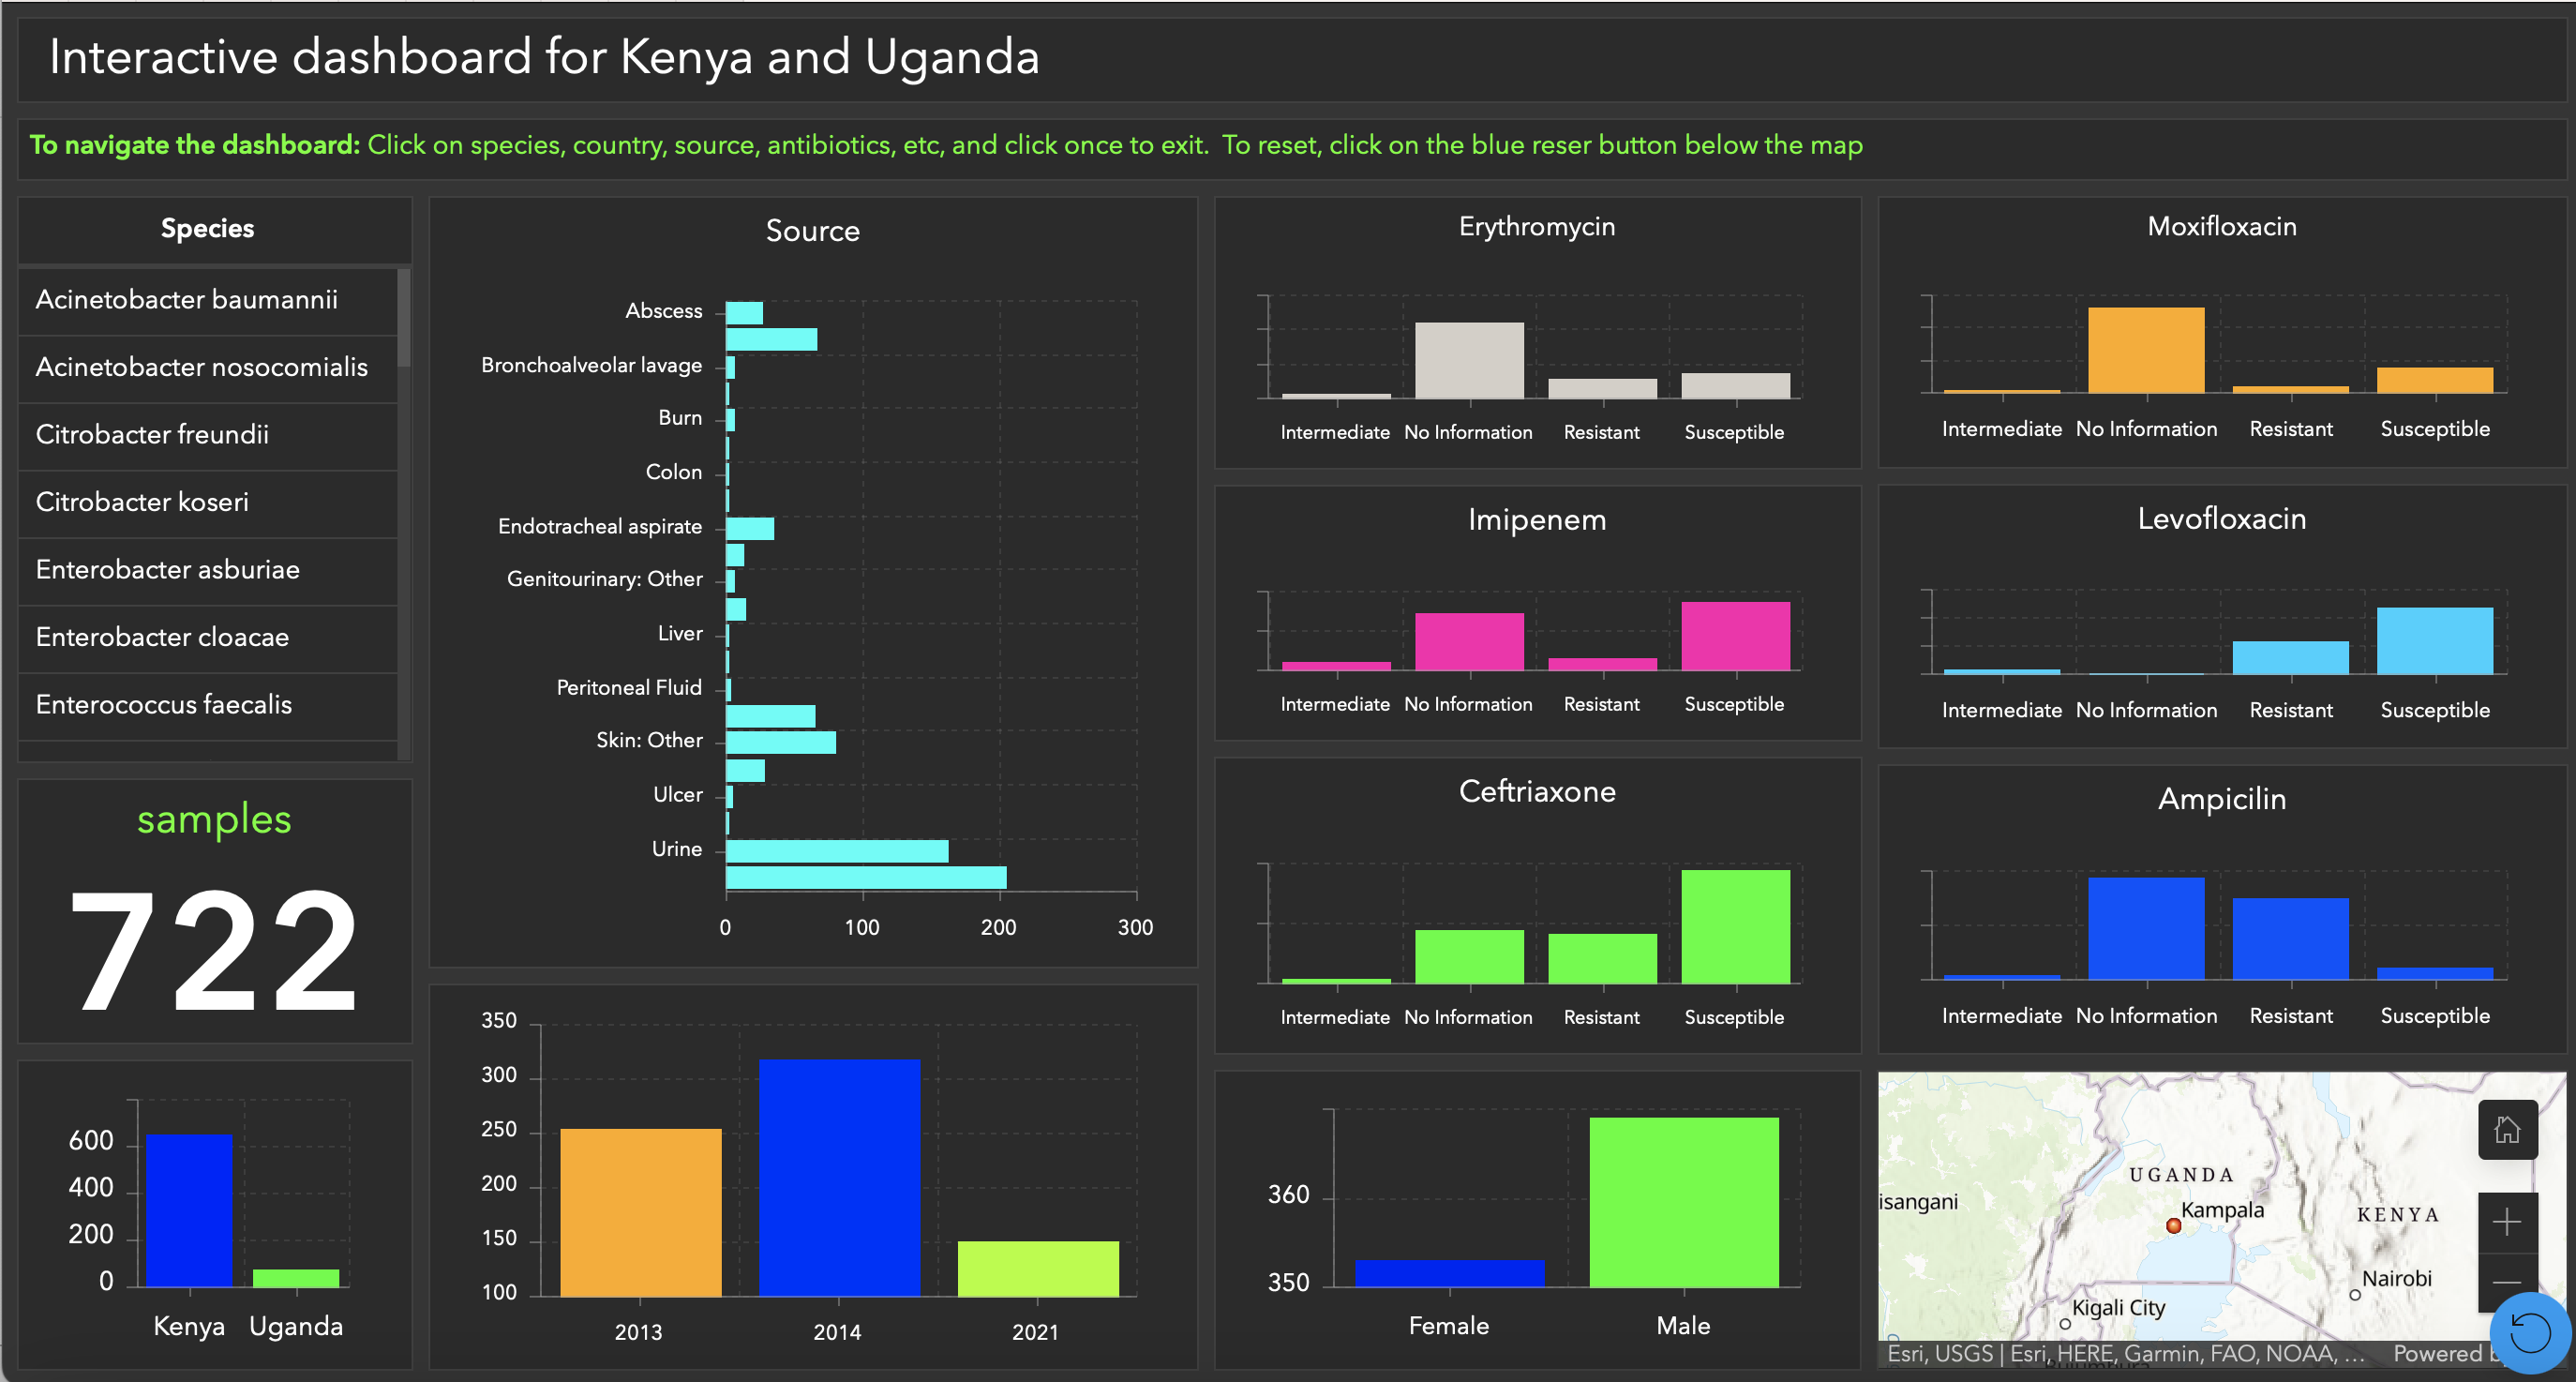 Interactive dashboard for Kenya and Uganda
To navigate the dashboard: Click on species, country, source, antibiotics, etc, and click once to exit.  To reset, click on the blue reser button below the map
Species
Acinetobacter baumannii
Acinetobacter nosocomialis
Citrobacter freundii
Citrobacter koseri
Enterobacter asburiae
Enterobacter cloacae
Enterococcus faecalis
samples
722
600
400
200
0
Kenya Uganda
Source
Abscess
Bronchoalveolar lavage
Burn
Colon
Endotracheal aspirate
Genitourinary: Other
Liver
Peritoneal Fluid
Skin: Other
Ulcer
Urine
0 100 200 300
350
300
250
200
150
100
2013 2014 2021
Erythromycin
Intermediate No Information Resistant Susceptible
Imipenem
Intermediate No Information Resistant Susceptible
Ceftriaxone
Intermediate No Information Resistant Susceptible
360
350
Female Male
Moxifloxacin
Intermediate No Information Resistant Susceptible
Levofloxacin
Intermediate No Information Resistant Susceptible
Ampicilin
Intermediate No Information Resistant Susceptible
UGANDA
isangani
Kampala
KENYA
Nairobi
Kigali City
Esri, USGS | Esri, HERE, Garmin, FAO, NOAA, ... Powered